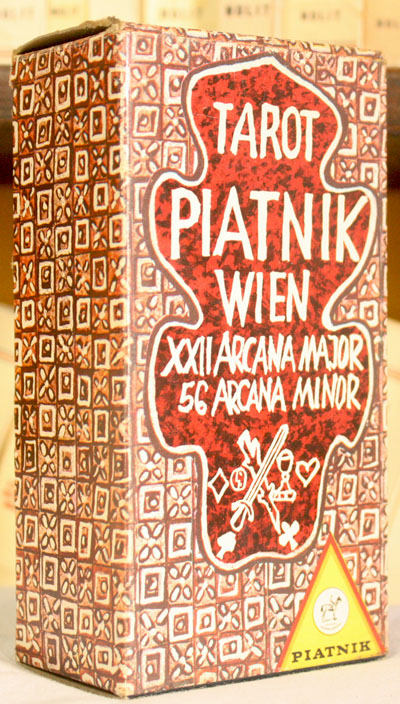 TAROT
PIATNIK
WIEN
XXII ARCANA MAJOR
56 ARCANA MINOR
PIATNIK